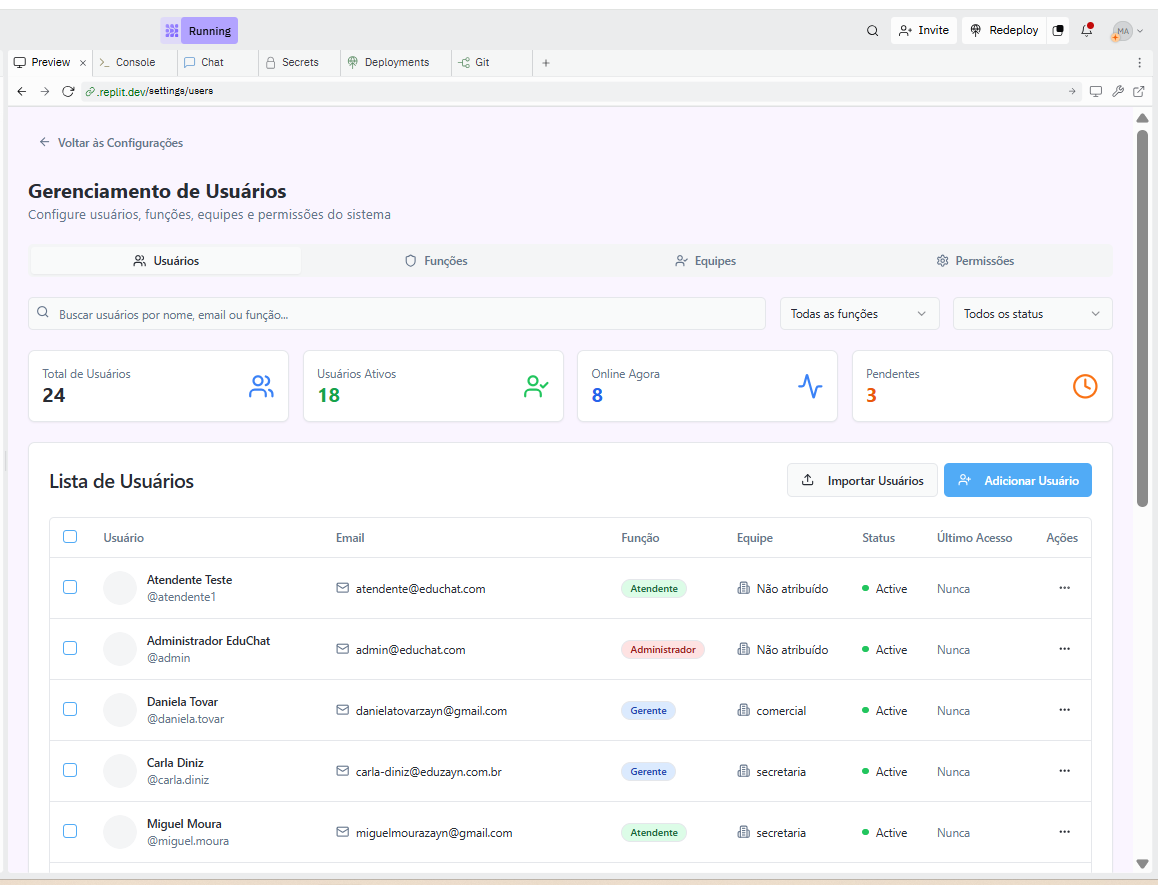 Running
Invite
Redeploy
MA
Preview × Console Chat Secrets Deployments Git +
.replit.dev/settings/users
Voltar às Configurações
Gerenciamento de Usuários
Configure usuários, funções, equipes e permissões do sistema
Usuários Funções Equipes Permissões
Buscar usuários por nome, email ou função... Todas as funções Todos os status
Total de Usuários Usuários Ativos Online Agora Pendentes
24 18 8 3
Lista de Usuários Importar Usuários Adicionar Usuário
Usuário Email Função Equipe Status Último Acesso Ações
Atendente Teste
@atendente1 atendente@educhat.com Atendente Não atribuído Active Nunca
Administrador EduChat
@admin admin@educhat.com Administrador Não atribuído Active Nunca
Daniela Tovar
@daniela.tovar danielatovarzayn@gmail.com Gerente comercial Active Nunca
Carla Diniz
@carla.diniz carla-diniz@eduzayn.com.br Gerente secretaria Active Nunca
Miguel Moura
@miguel.moura miguelmourazayn@gmail.com Atendente secretaria Active Nunca